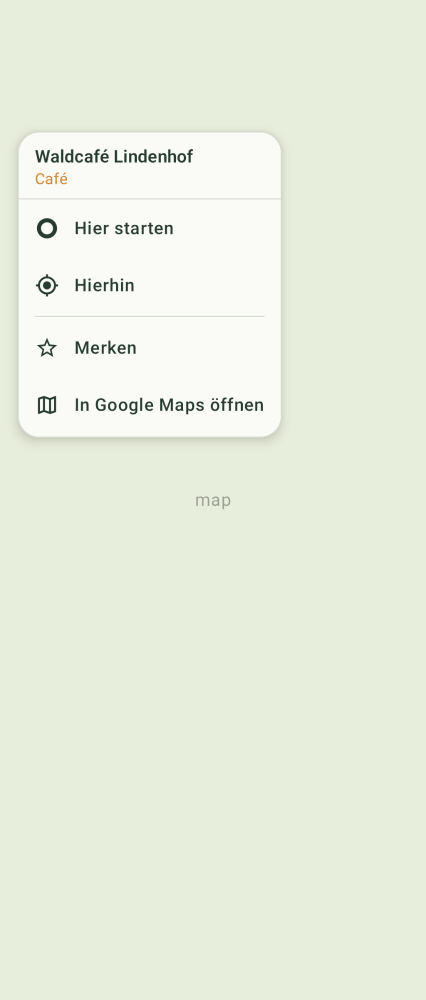 Waldcafé Lindenhof
Café
Hier starten
Hierhin
Merken
In Google Maps öffnen
map